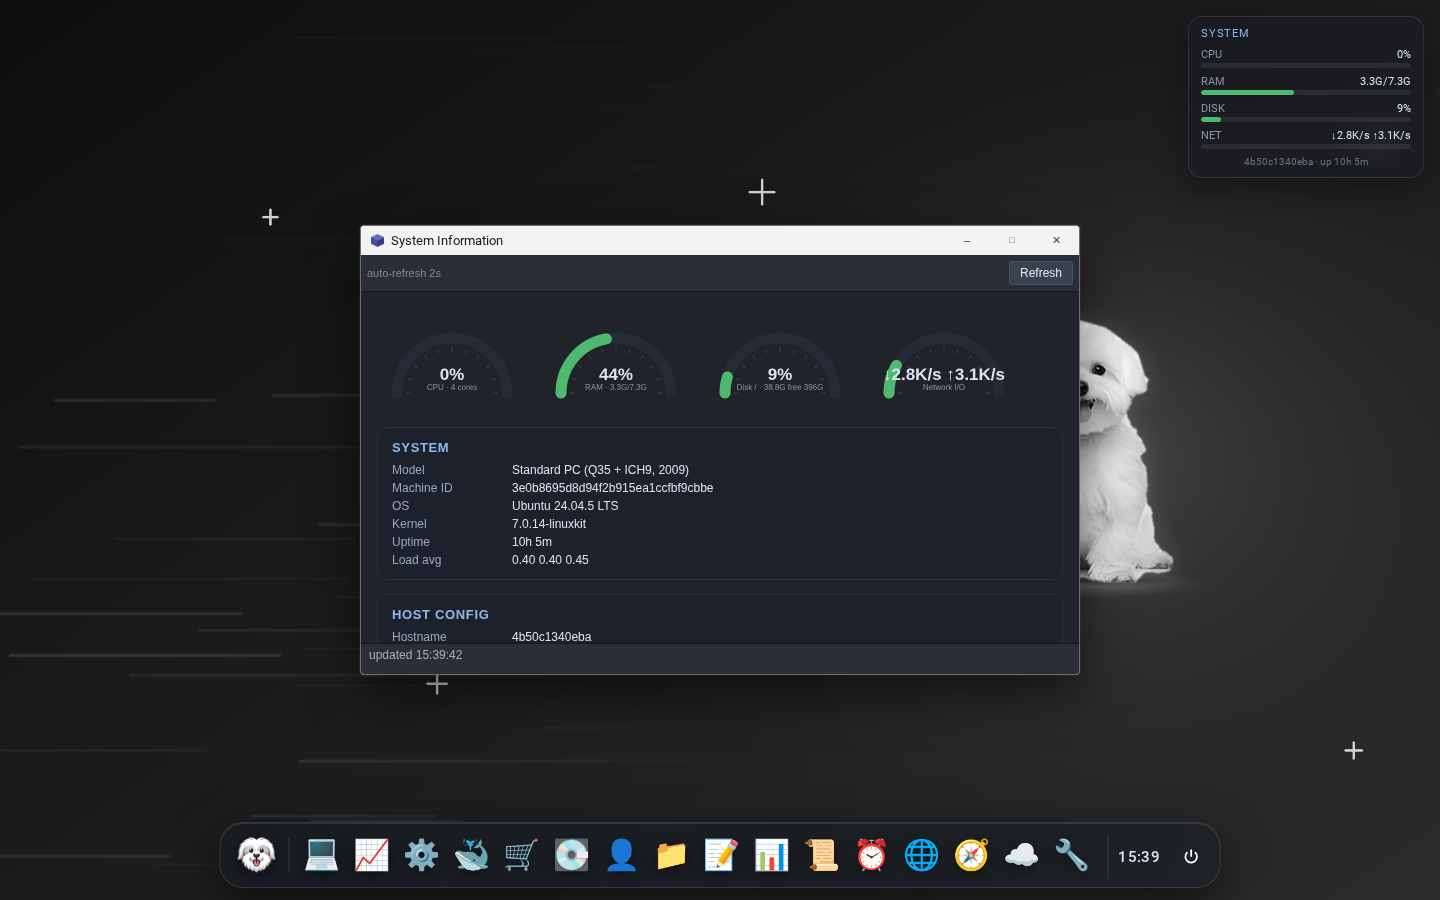 SYSTEM
CPU 0%
RAM 3.3G/7.3G
DISK 9%
NET ↓2.8K/s ↑3.1K/s
4b50c1340eba · up 10h 5m
System Information
auto-refresh 2s
Refresh
0%
CPU · 4 cores
44%
RAM · 3.3G/7.3G
9%
Disk / · 38.8G free 396G
↓2.8K/s ↑3.1K/s
Network I/O
SYSTEM
Model Standard PC (Q35 + ICH9, 2009)
Machine ID 3e0b8695d8d94f2b915ea1ccfbf9cbbe
OS Ubuntu 24.04.5 LTS
Kernel 7.0.14-linuxkit
Uptime 10h 5m
Load avg 0.40 0.40 0.45
HOST CONFIG
Hostname 4b50c1340eba
updated 15:39:42
15:39